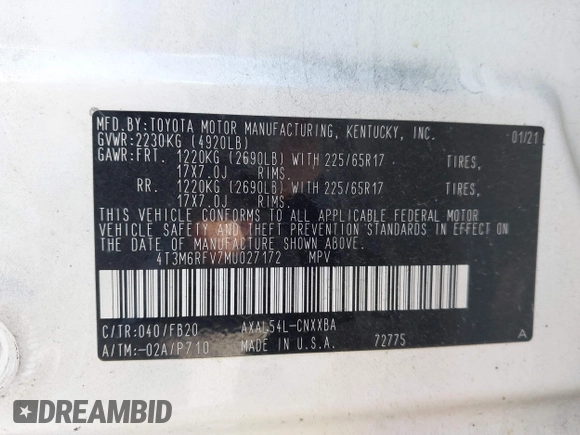 MFD.BY:TOYOTA MOTOR MANUFACTURING, KENTUCKY, INC. 01/21
GVWR:2230KG (4920LB)
GAWR:FRT. 1220KG (2690LB) WITH 225/65R17 TIRES,
17X7.0J RIMS.
RR. 1220KG (2690LB) WITH 225/65R17 TIRES,
17X7.0J RIMS.
THIS VEHICLE CONFORMS TO ALL APPLICABLE FEDERAL MOTOR
VEHICLE SAFETY AND THEFT PREVENTION STANDARDS IN EFFECT
ON THE DATE OF MANUFACTURE SHOWN ABOVE.
4T3M6RFV7MU027172 MPV
C/TR:040/FB20 AXAL54L-CNXXBA
A/TM:-02A/P710 MADE IN U.S.A. 72775 A
DREAMBID